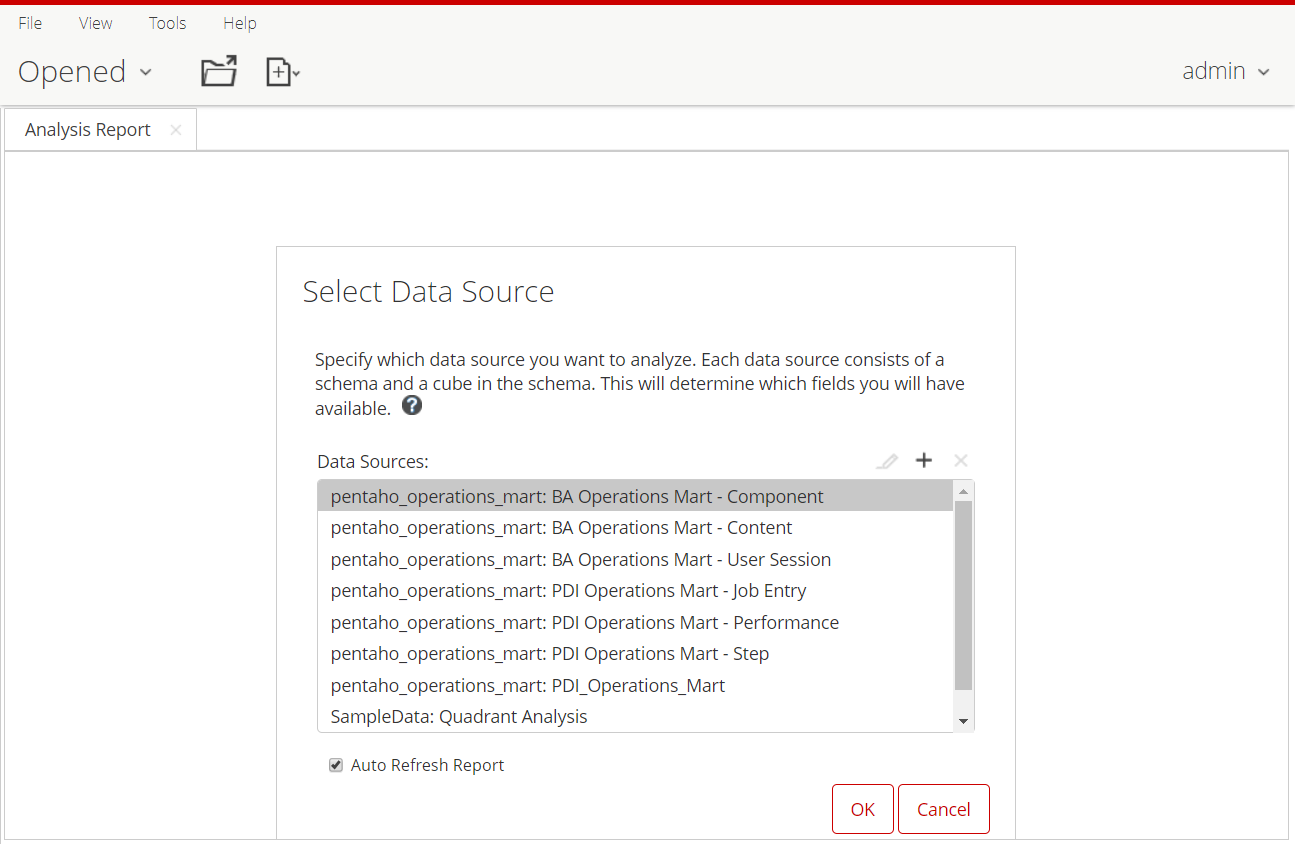 File View Tools Help
Opened
admin
Analysis Report
Select Data Source
Specify which data source you want to analyze. Each data source consists of a
schema and a cube in the schema. This will determine which fields you will have
available.
Data Sources:
pentaho_operations_mart: BA Operations Mart - Component
pentaho_operations_mart: BA Operations Mart - Content
pentaho_operations_mart: BA Operations Mart - User Session
pentaho_operations_mart: PDI Operations Mart - Job Entry
pentaho_operations_mart: PDI Operations Mart - Performance
pentaho_operations_mart: PDI Operations Mart - Step
pentaho_operations_mart: PDI_Operations_Mart
SampleData: Quadrant Analysis
Auto Refresh Report
OK Cancel